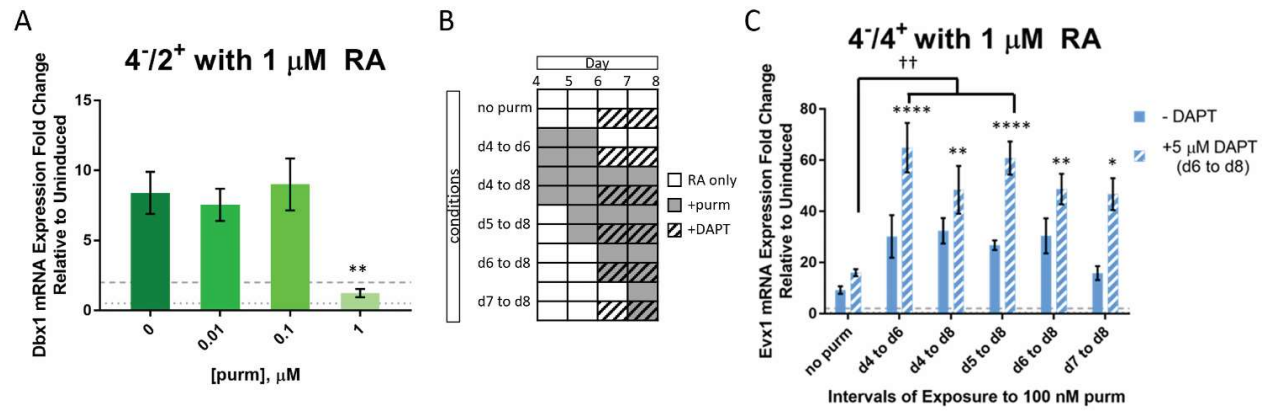 A
4⁻/2⁺ with 1 μM RA
Dbx1 mRNA Expression Fold Change
Relative to Uninduced
15
10
5
0
**
0
0.01
0.1
1
[purm], μM
B
Day
4 5 6 7 8
conditions
no purm
d4 to d6
d4 to d8
d5 to d8
d6 to d8
d7 to d8
RA only
+purm
+DAPT
C
4⁻/4⁺ with 1 μM RA
Evx1 mRNA Expression Fold Change
Relative to Uninduced
80
60
40
20
0
††
****
**
****
**
*
no purm
d4 to d6
d4 to d8
d5 to d8
d6 to d8
d7 to d8
Intervals of Exposure to 100 nM purm
- DAPT
+5 μM DAPT
(d6 to d8)